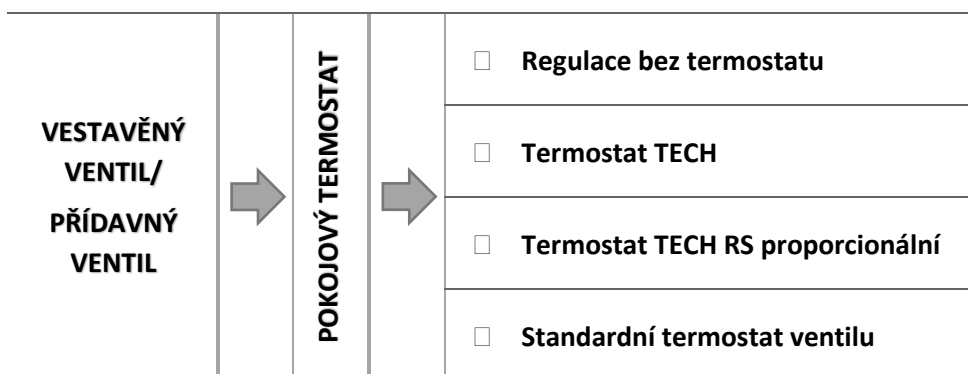 VESTAVĚNÝ
VENTIL/
PŘÍDAVNÝ
VENTIL
POKOJOVÝ TERMOSTAT
Regulace bez termostatu
Termostat TECH
Termostat TECH RS proporcionální
Standardní termostat ventilu